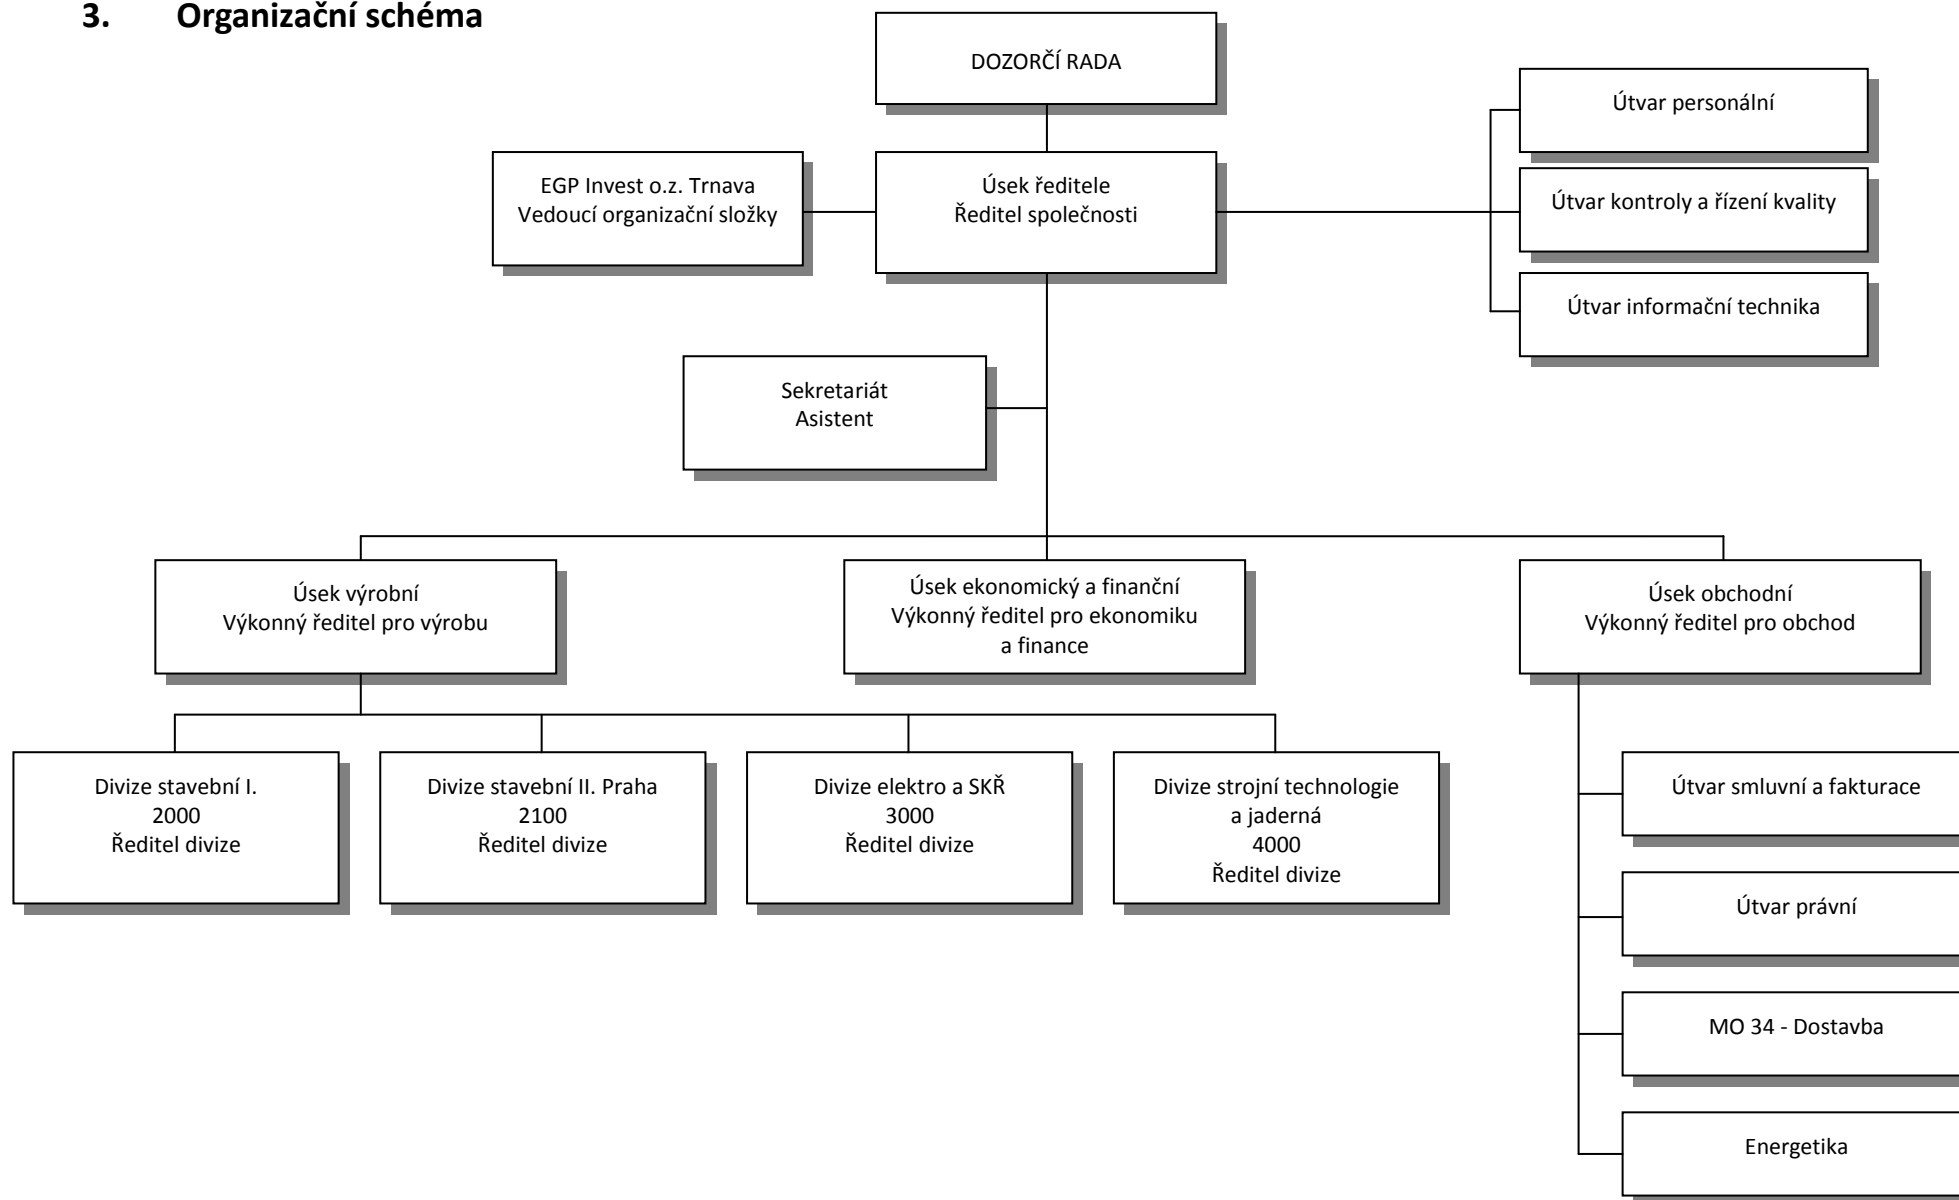 3. Organizační schéma
DOZORČÍ RADA
Útvar personální
EGP Invest o.z. Trnava
Vedoucí organizační složky
Úsek ředitele
Ředitel společnosti
Útvar kontroly a řízení kvality
Útvar informační technika
Sekretariát
Asistent
Úsek výrobní
Výkonný ředitel pro výrobu
Úsek ekonomický a finanční
Výkonný ředitel pro ekonomiku
a finance
Úsek obchodní
Výkonný ředitel pro obchod
Divize stavební I.
2000
Ředitel divize
Divize stavební II. Praha
2100
Ředitel divize
Divize elektro a SKŘ
3000
Ředitel divize
Divize strojní technologie
a jaderná
4000
Ředitel divize
Útvar smluvní a fakturace
Útvar právní
MO 34 - Dostavba
Energetika